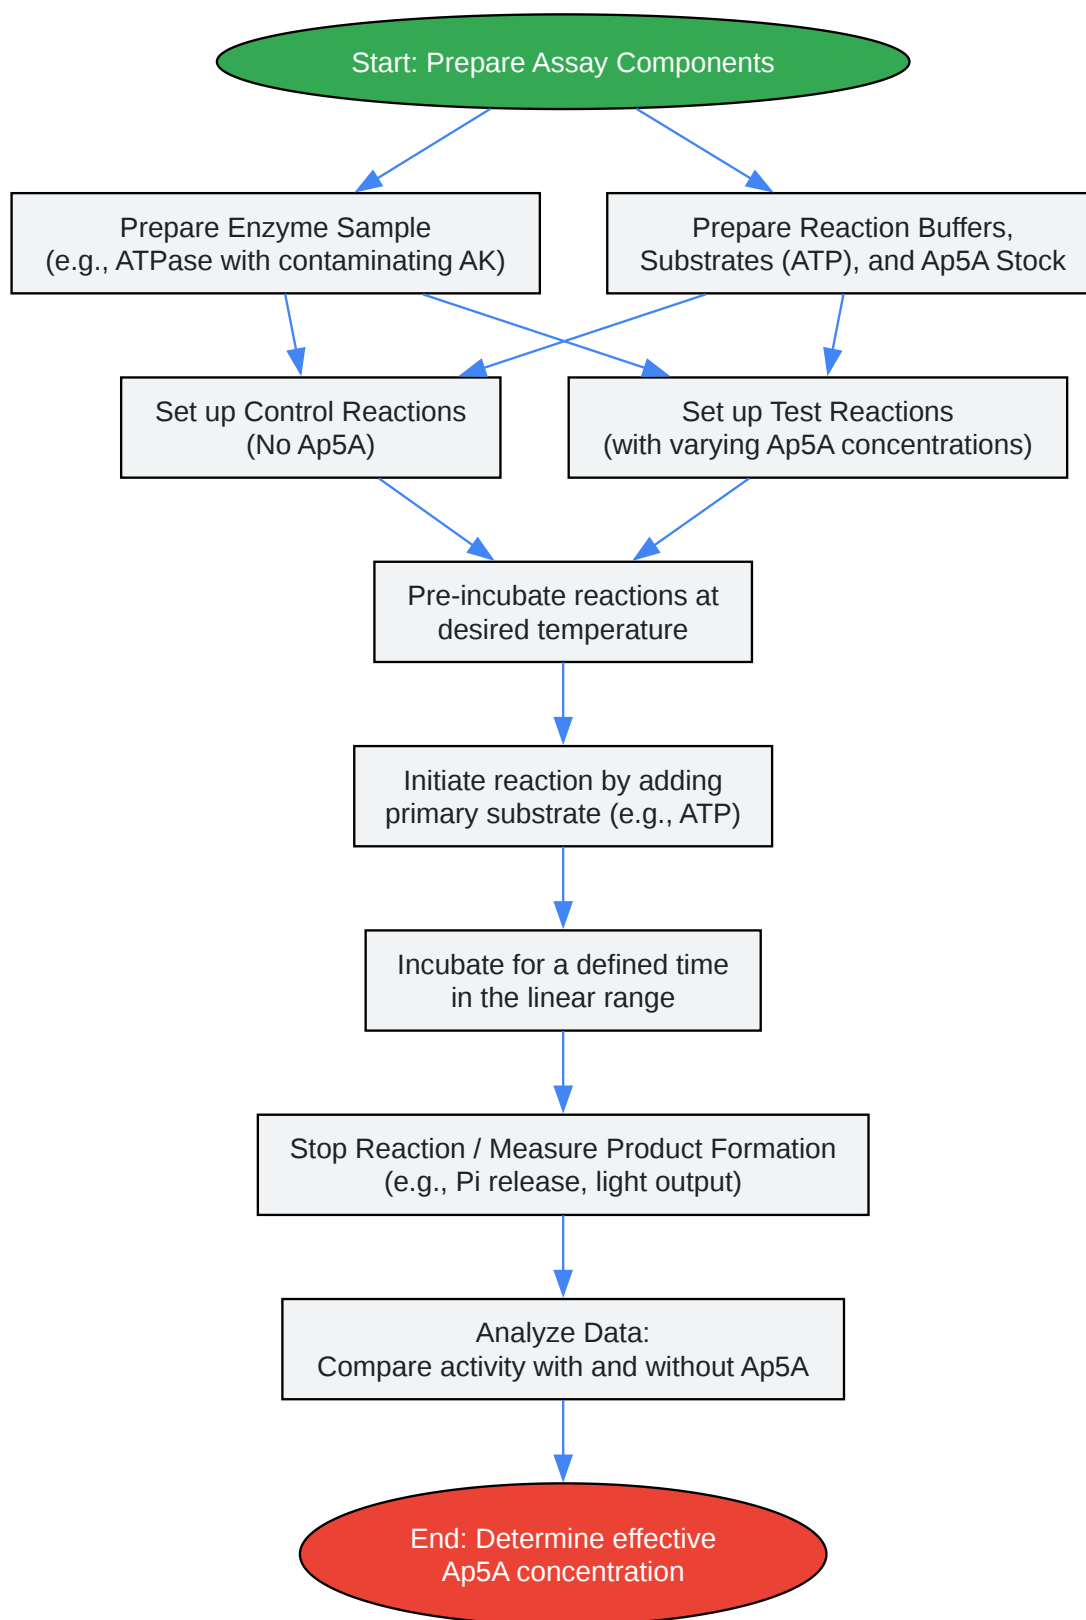 Start: Prepare Assay Components
Prepare Enzyme Sample
(e.g., ATPase with contaminating AK)
Prepare Reaction Buffers,
Substrates (ATP), and Ap5A Stock
Set up Control Reactions
(No Ap5A)
Set up Test Reactions
(with varying Ap5A concentrations)
Pre-incubate reactions at
desired temperature
Initiate reaction by adding
primary substrate (e.g., ATP)
Incubate for a defined time
in the linear range
Stop Reaction / Measure Product Formation
(e.g., Pi release, light output)
Analyze Data:
Compare activity with and without Ap5A
End: Determine effective
Ap5A concentration